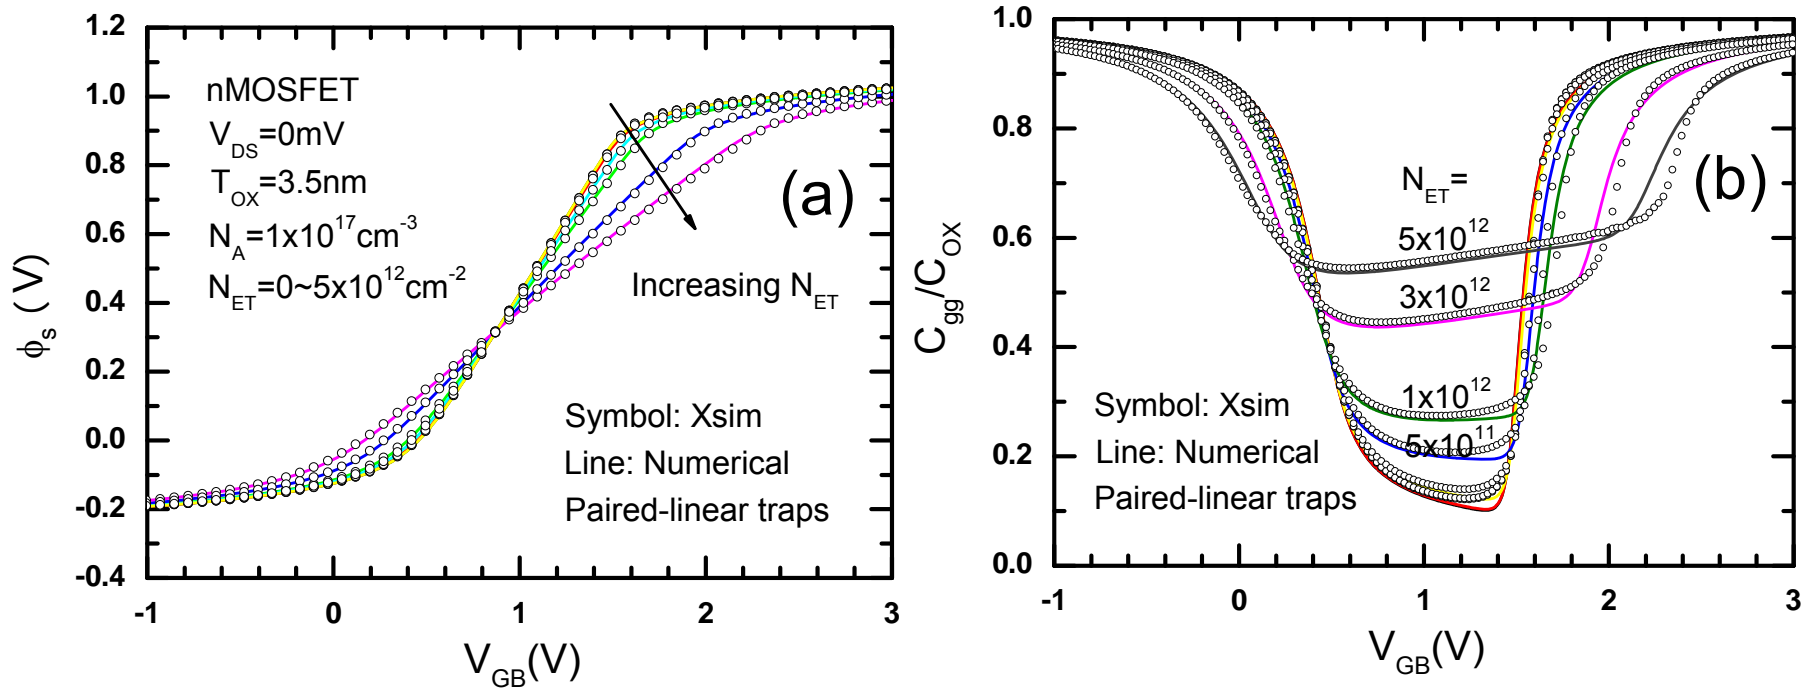 1.2
1.0
0.8
0.6
0.4
0.2
0.0
-0.2
-0.4
ϕs ( V)
nMOSFET
VDS=0mV
TOX=3.5nm
NA=1x10^17cm^-3
NET=0~5x10^12cm^-2
(a)
Increasing NET
Symbol: Xsim
Line: Numerical
Paired-linear traps
-1 0 1 2 3
VGB(V)
1.0
0.8
0.6
0.4
0.2
0.0
Cgg/COX
(b)
NET=
5x10^12
3x10^12
1x10^12
5x10^11
Symbol: Xsim
Line: Numerical
Paired-linear traps
-1 0 1 2 3
VGB(V)